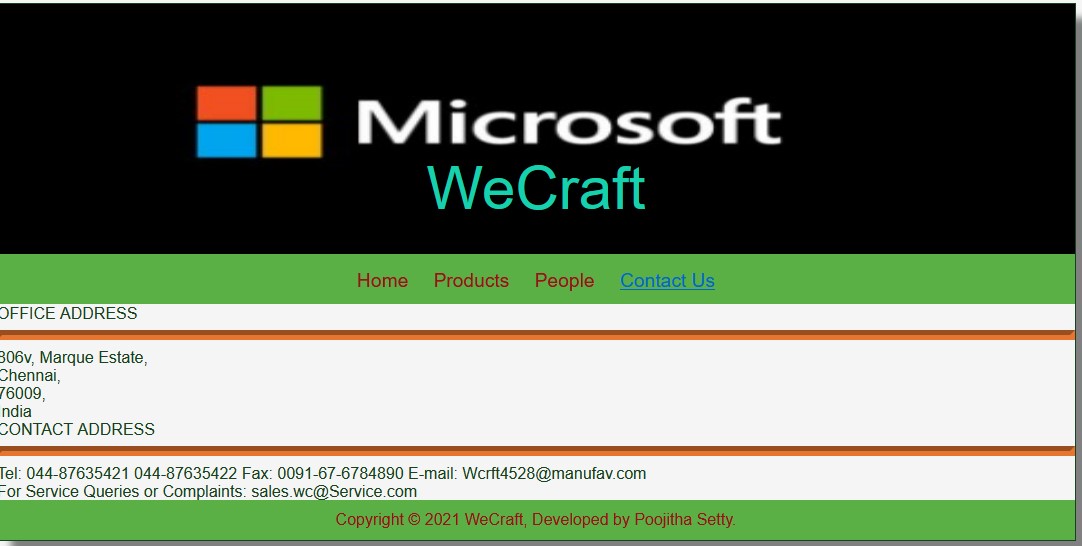 Microsoft
WeCraft
Home Products People Contact Us
OFFICE ADDRESS
806v, Marque Estate,
Chennai,
76009,
India
CONTACT ADDRESS
Tel: 044-87635421 044-87635422 Fax: 0091-67-6784890 E-mail: Wcrft4528@manufav.com
For Service Queries or Complaints: sales.wc@Service.com
Copyright © 2021 WeCraft, Developed by Poojitha Setty.